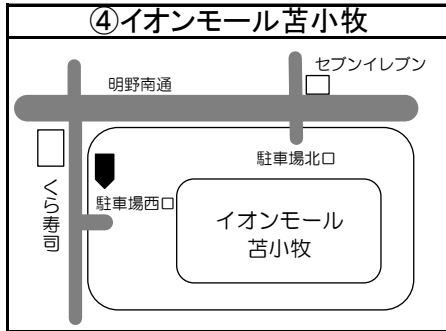 ④イオンモール苫小牧
セブンイレブン
明野南通
駐車場北口
くら寿司
駐車場西口
イオンモール
苫小牧